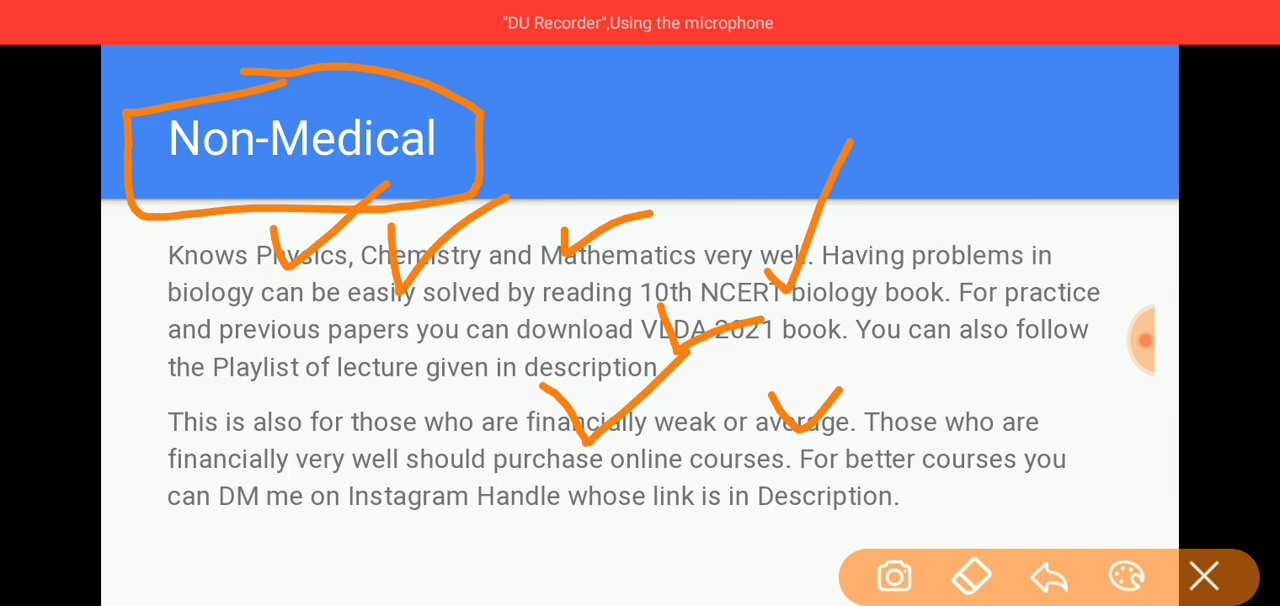 "DU Recorder",Using the microphone
Non-Medical
Knows Physics, Chemistry and Mathematics very well. Having problems in
biology can be easily solved by reading 10th NCERT biology book. For practice
and previous papers you can download VLDA 2021 book. You can also follow
the Playlist of lecture given in description
This is also for those who are financially weak or average. Those who are
financially very well should purchase online courses. For better courses you
can DM me on Instagram Handle whose link is in Description.